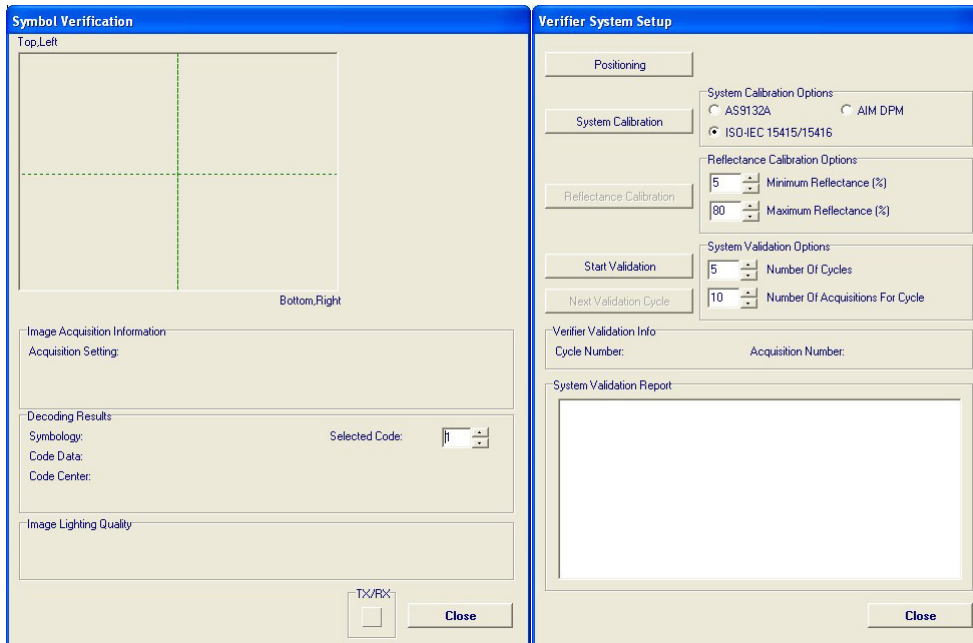 Symbol Verification
Top,Left
Bottom,Right
Image Acquisition Information
Acquisition Setting:
Decoding Results
Symbology:
Selected Code:
1
Code Data:
Code Center:
Image Lighting Quality
TX/RX
Close
Verifier System Setup
Positioning
System Calibration
System Calibration Options
AS9132A
AIM DPM
ISO-IEC 15415/15416
Reflectance Calibration
Reflectance Calibration Options
5
Minimum Reflectance (%)
80
Maximum Reflectance (%)
Start Validation
Next Validation Cycle
System Validation Options
5
Number Of Cycles
10
Number Of Acquisitions For Cycle
Verifier Validation Info
Cycle Number:
Acquisition Number:
System Validation Report
Close